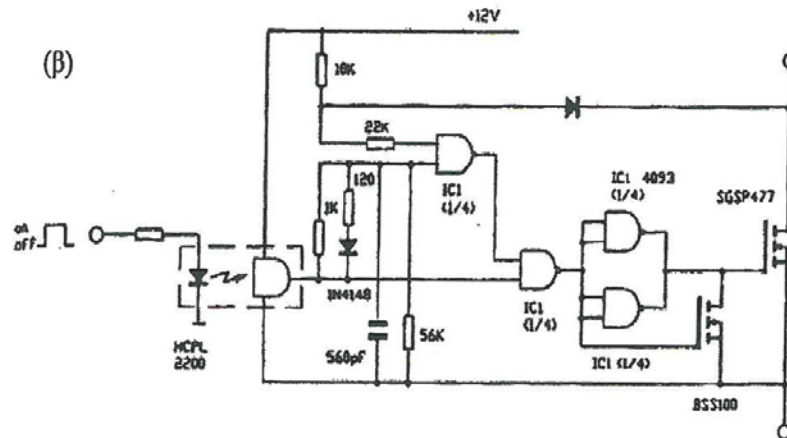 +12V
(β)
10K
22K
IC1
(1/4)
120
1K
IC1 4093
(1/4)
SGSP477
on
off
1N4148
IC1
(1/4)
HCPL
2200
560pF
56K
IC1 (1/4)
BSS100